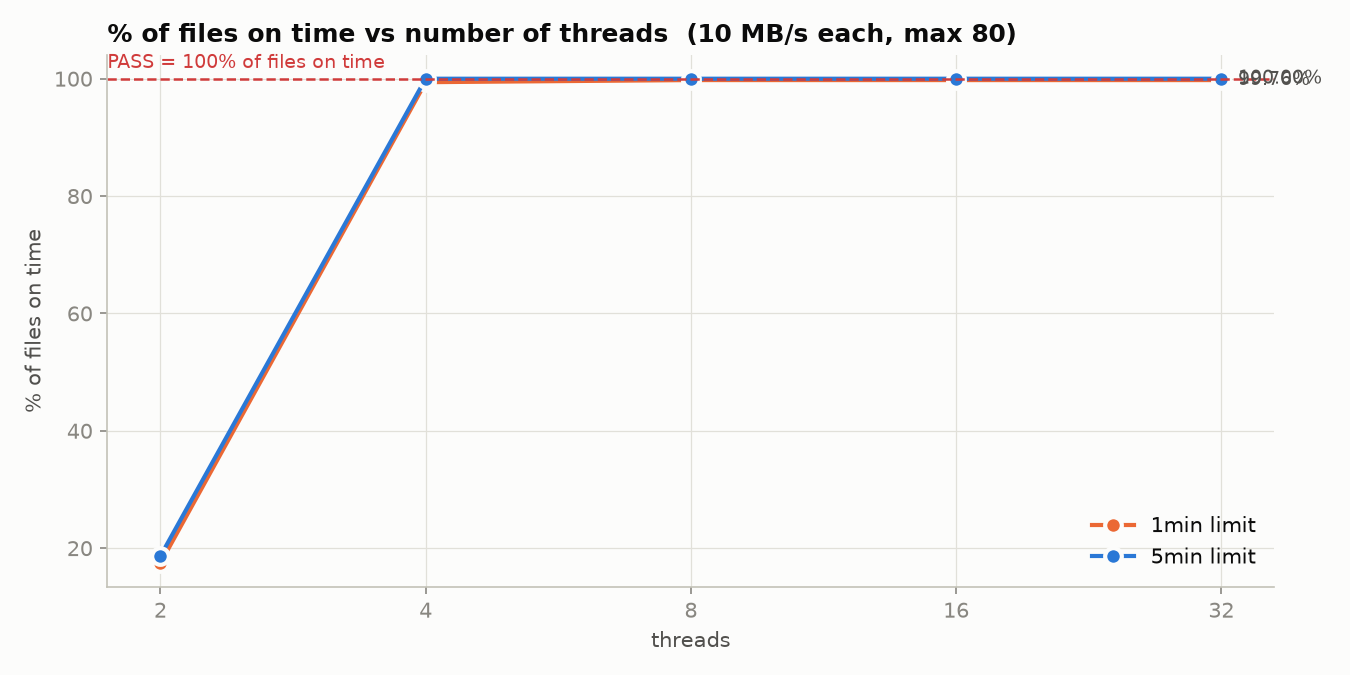 % of files on time vs number of threads  (10 MB/s each, max 80)
PASS = 100% of files on time
100
80
60
40
20
% of files on time
1min limit
5min limit
2 4 8 16 32
threads